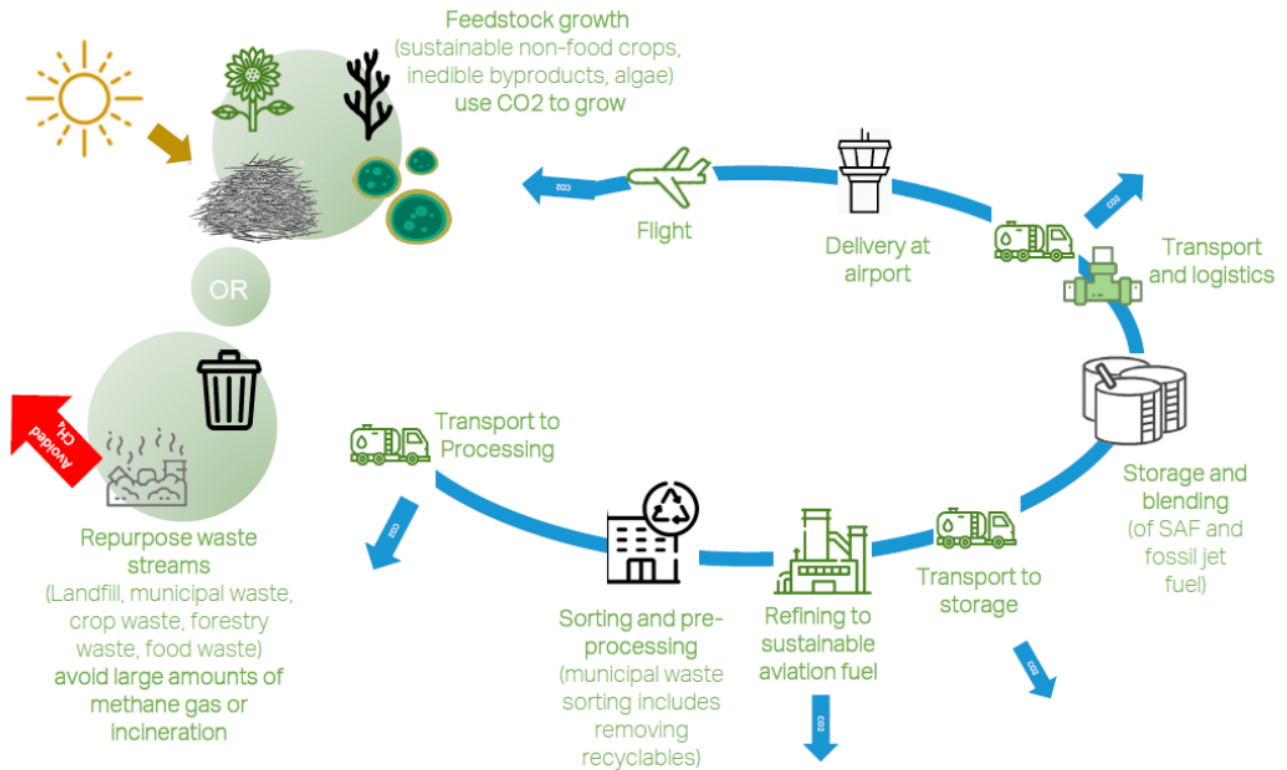 Feedstock growth
(sustainable non-food crops,
inedible byproducts, algae)
use CO2 to grow
CO2
Flight
Delivery at
airport
CO2
Transport
and logistics
OR
Avoided
CH₄
Repurpose waste
streams
(Landfill, municipal waste,
crop waste, forestry
waste, food waste)
avoid large amounts of
methane gas or
incineration
Transport to
Processing
CO2
Sorting and pre-
processing
(municipal waste
sorting includes
removing
recyclables)
Refining to
sustainable
aviation fuel
CO2
Transport to
storage
CO2
Storage and
blending
(of SAF and
fossil jet
fuel)